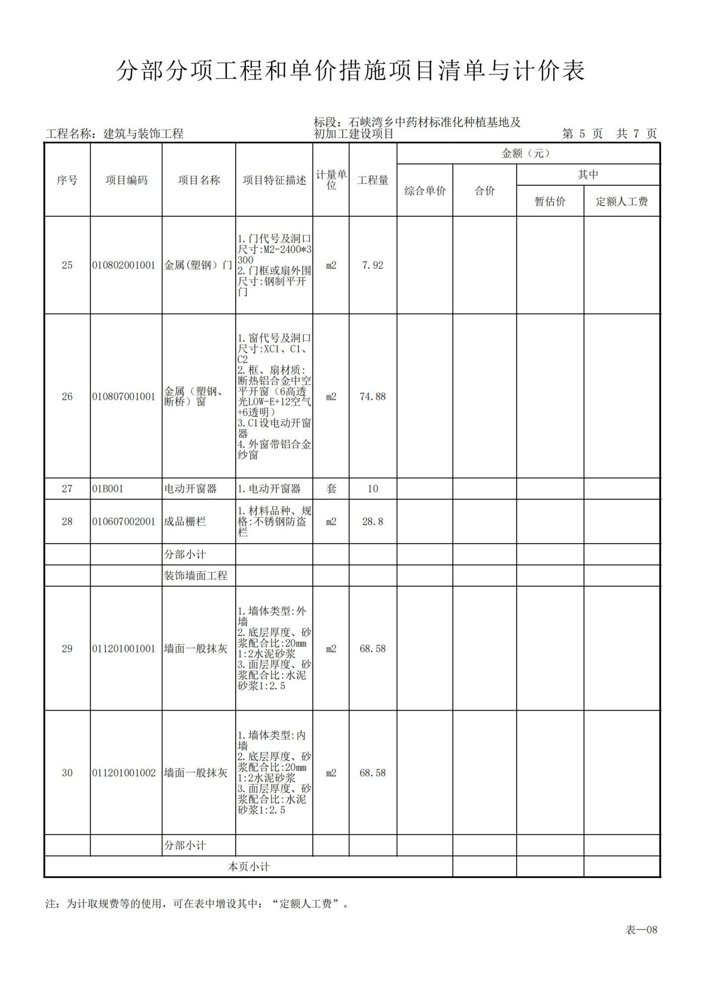 分部分项工程和单价措施项目清单与计价表
标段：石峡湾乡中药材标准化种植基地及
工程名称：建筑与装饰工程 初加工建设项目 第 5 页 共 7 页
金额（元）
序号 项目编码 项目名称 项目特征描述 计量单
位 工程量 综合单价 合价 其中
暂估价 定额人工费
25 010802001001 金属(塑钢）门
1.门代号及洞口
尺寸:M2-2400*3
300
2.门框或扇外围
尺寸:钢制平开
门
m2 7.92
26 010807001001 金属（塑钢、
断桥）窗
1.窗代号及洞口
尺寸:XC1、C1、
C2
2.框、扇材质:
断热铝合金中空
平开窗（6高透
光LOW-E+12空气
+6透明）
3.C1设电动开窗
器
4.外窗带铝合金
纱窗
m2 74.88
27 01B001 电动开窗器 1.电动开窗器 套 10
28 010607002001 成品栅栏
1.材料品种、规
格:不锈钢防盗
栏
m2 28.8
分部小计
装饰墙面工程
29 011201001001 墙面一般抹灰
1.墙体类型:外
墙
2.底层厚度、砂
浆配合比:20mm
1:2水泥砂浆
3.面层厚度、砂
浆配合比:水泥
砂浆1:2.5
m2 68.58
30 011201001002 墙面一般抹灰
1.墙体类型:内
墙
2.底层厚度、砂
浆配合比:20mm
1:2水泥砂浆
3.面层厚度、砂
浆配合比:水泥
砂浆1:2.5
m2 68.58
分部小计
本页小计
注：为计取规费等的使用，可在表中增设其中：“定额人工费”。
表—08